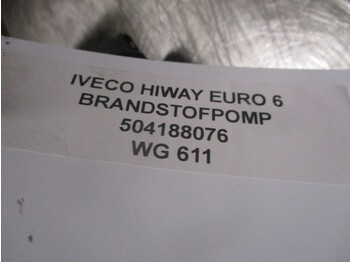 IVECO HIWAY EURO 6
BRANDSTOFPOMP
504188076
WG 611